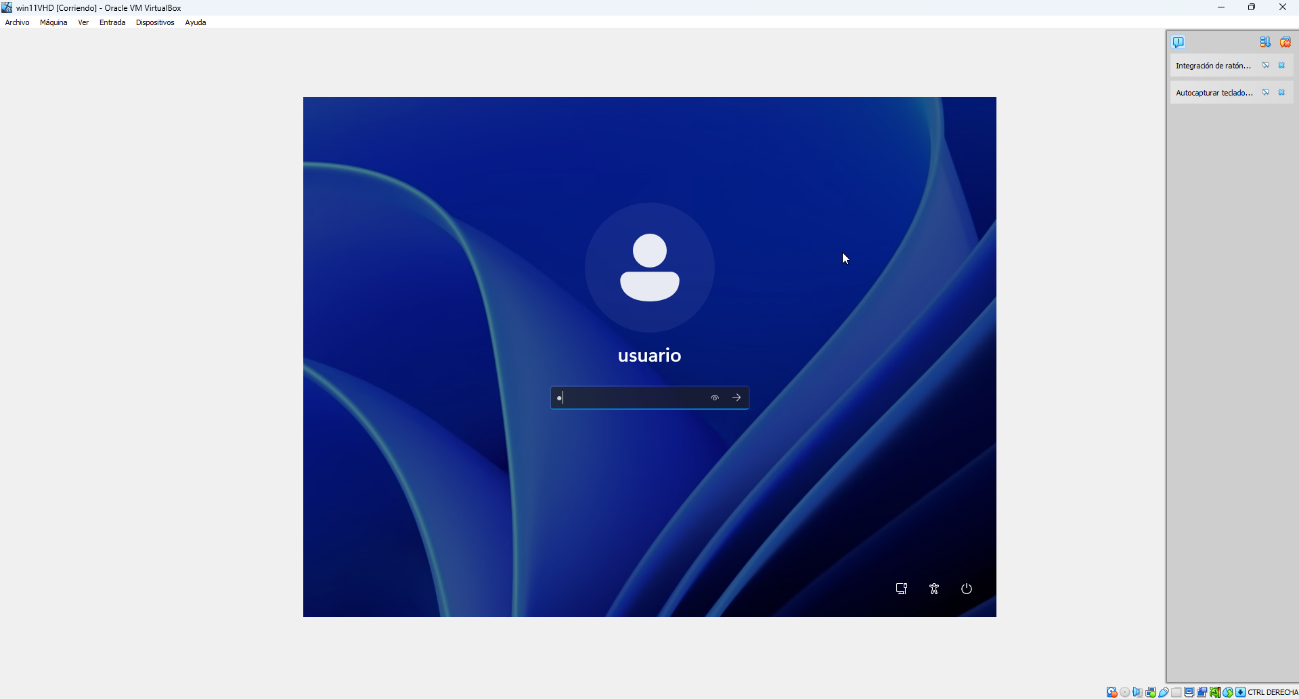 win11VHD [Corriendo] - Oracle VM VirtualBox
Archivo Máquina Ver Entrada Dispositivos Ayuda
Integración de ratón...
Autocapturar teclado...
usuario
CTRL DERECHA